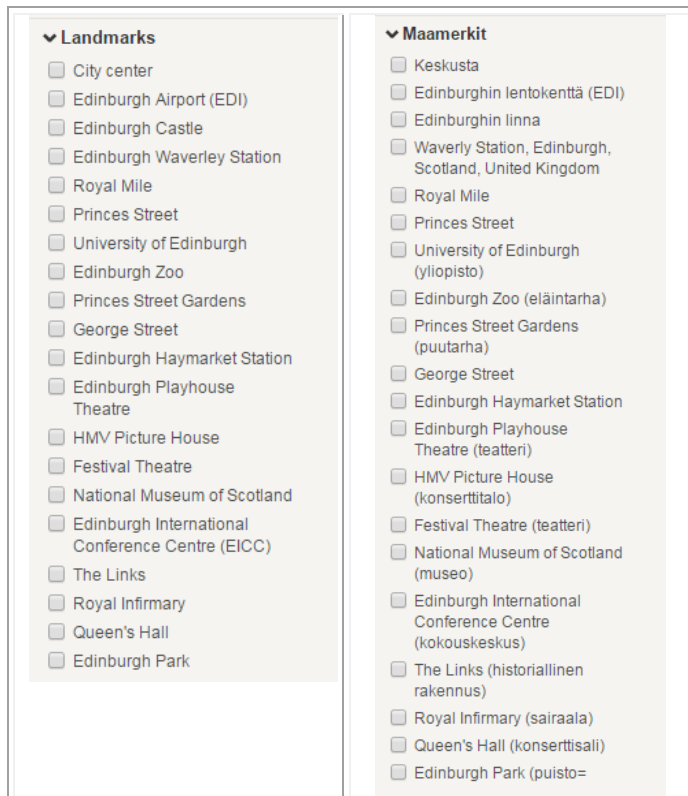 Landmarks
City center
Edinburgh Airport (EDI)
Edinburgh Castle
Edinburgh Waverley Station
Royal Mile
Princes Street
University of Edinburgh
Edinburgh Zoo
Princes Street Gardens
George Street
Edinburgh Haymarket Station
Edinburgh Playhouse
Theatre
HMV Picture House
Festival Theatre
National Museum of Scotland
Edinburgh International
Conference Centre (EICC)
The Links
Royal Infirmary
Queen's Hall
Edinburgh Park
Maamerkit
Keskusta
Edinburghin lentokenttä (EDI)
Edinburghin linna
Waverly Station, Edinburgh,
Scotland, United Kingdom
Royal Mile
Princes Street
University of Edinburgh
(yliopisto)
Edinburgh Zoo (eläintarha)
Princes Street Gardens
(puutarha)
George Street
Edinburgh Haymarket Station
Edinburgh Playhouse
Theatre (teatteri)
HMV Picture House
(konserttitalo)
Festival Theatre (teatteri)
National Museum of Scotland
(museo)
Edinburgh International
Conference Centre
(kokouskeskus)
The Links (historiallinen
rakennus)
Royal Infirmary (sairaala)
Queen's Hall (konserttisali)
Edinburgh Park (puisto=